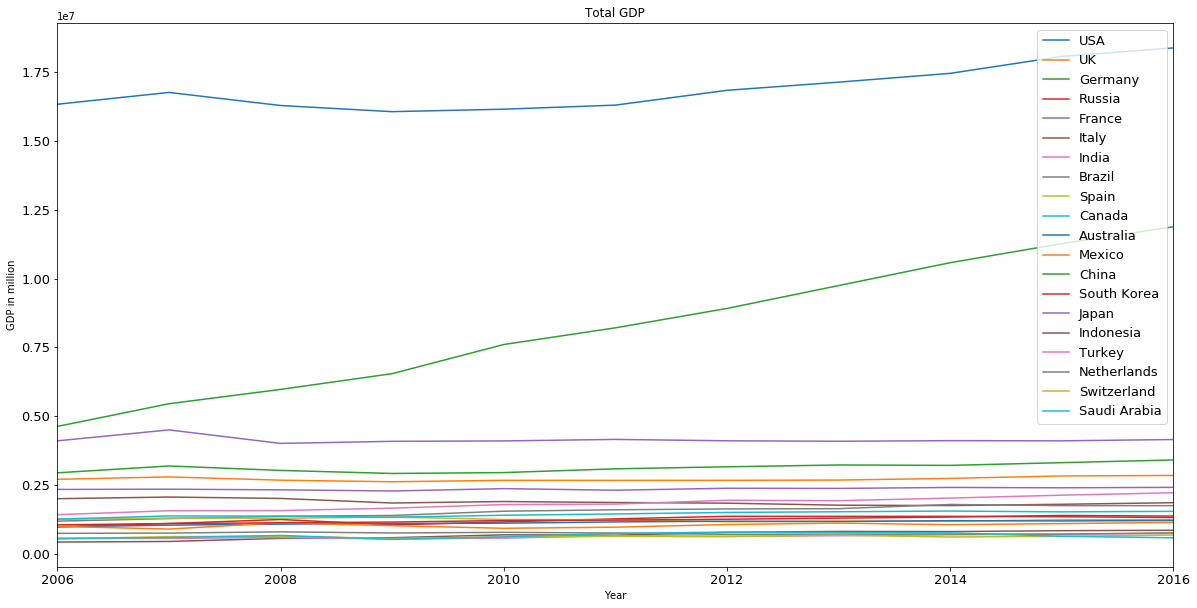 Total GDP
1e7
1.75
1.50
1.25
1.00
0.75
0.50
0.25
0.00
GDP in million
2006
2008
2010
2012
2014
2016
Year
USA
UK
Germany
Russia
France
Italy
India
Brazil
Spain
Canada
Australia
Mexico
China
South Korea
Japan
Indonesia
Turkey
Netherlands
Switzerland
Saudi Arabia